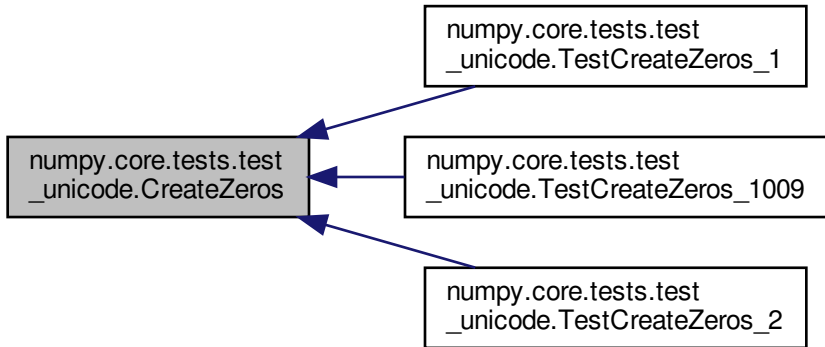 numpy.core.tests.test
_unicode.TestCreateZeros_1
numpy.core.tests.test
_unicode.CreateZeros
numpy.core.tests.test
_unicode.TestCreateZeros_1009
numpy.core.tests.test
_unicode.TestCreateZeros_2